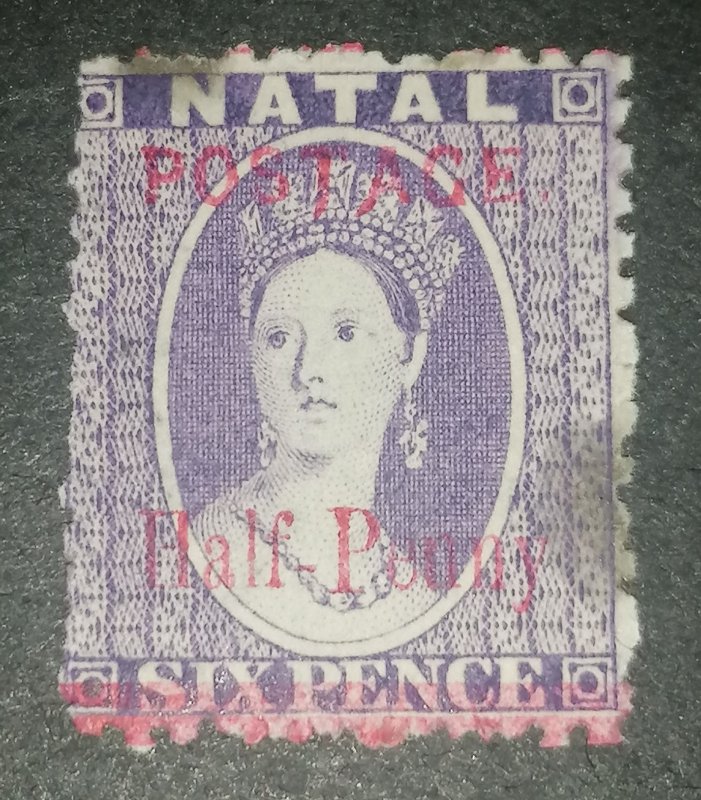 NATAL
POSTAGE.
Half-Penny
SIX PENCE